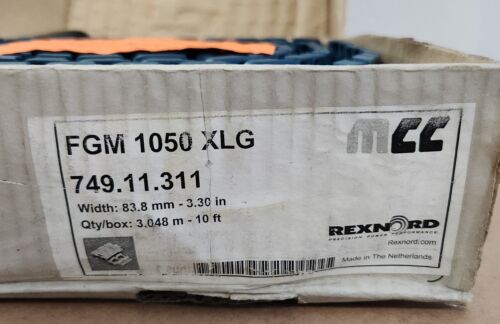 FGM 1050 XLG
mcc
749.11.311
Width: 83.8 mm - 3.30 in
Qty/box: 3.048 m - 10 ft
REXNORD
PRECISION POWER PERFORMANCE
Rexnord.com
Made in The Netherlands